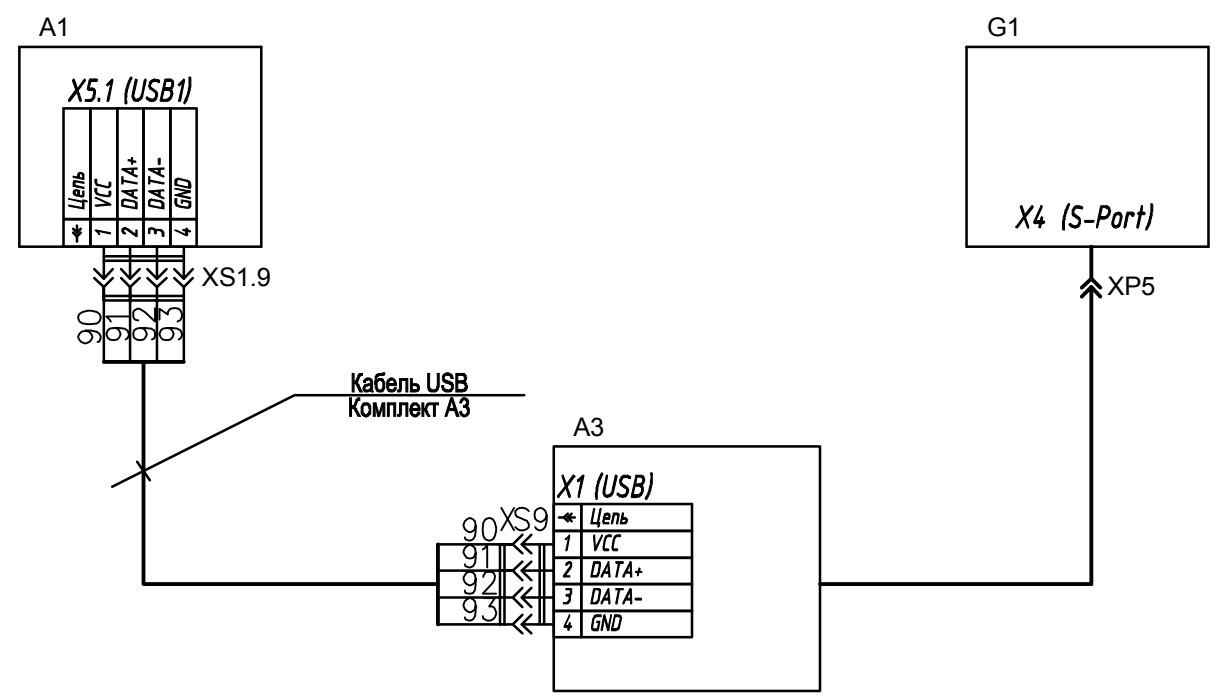 A1
G1
X5.1 (USB1)
Цепь
VCC
DATA+
DATA-
GND
1
2
3
4
X4 (S-Port)
XS1.9
XP5
90
91
92
93
Кабель USB
Комплект А3
A3
X1 (USB)
XS9
Цепь
90
1 VCC
91
2 DATA+
92
3 DATA-
93
4 GND